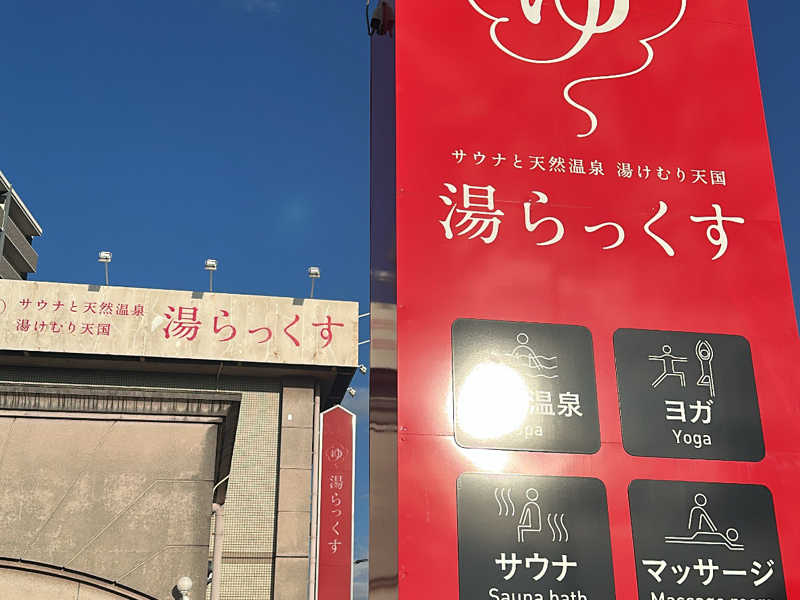 サウナと天然温泉
湯けむり天国
湯らっくす
ゆ
湯らっくす
ゆ
サウナと天然温泉 湯けむり天国
湯らっくす
温泉
pa
ヨガ
Yoga
サウナ
Sauna bath
マッサージ
Massage room